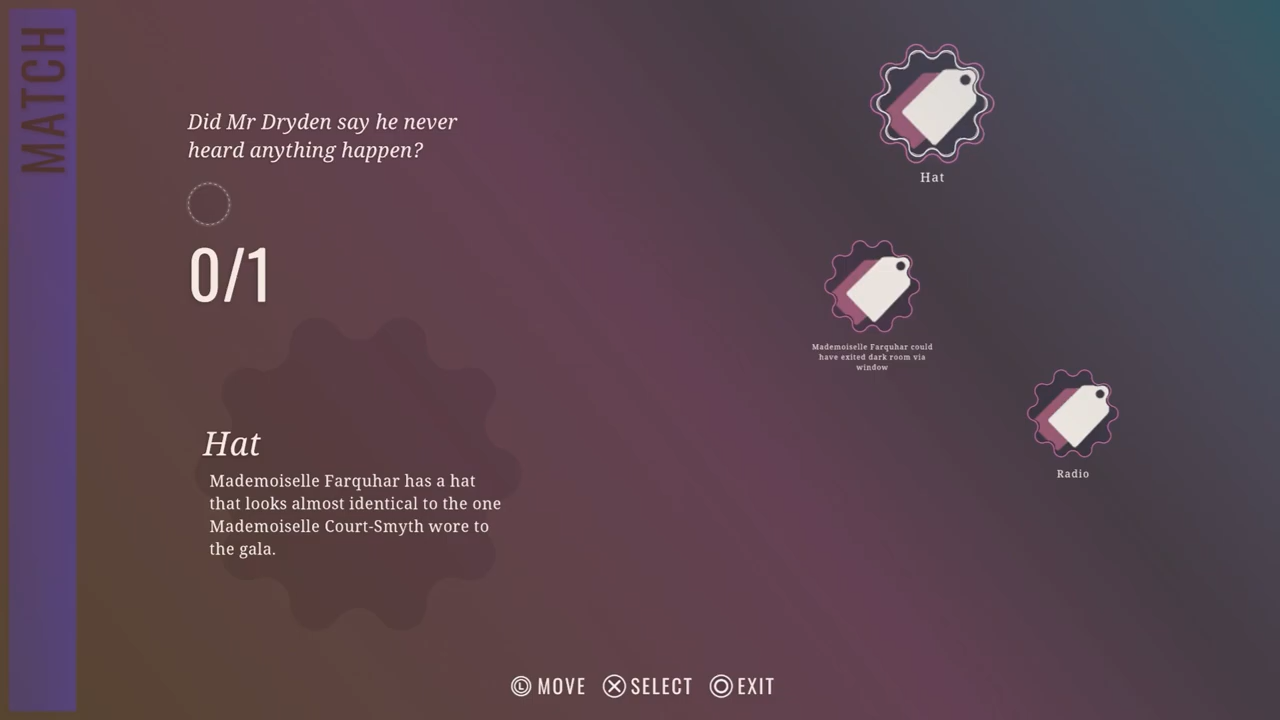 MATCH
Did Mr Dryden say he never
heard anything happen?
0/1
Hat
Mademoiselle Farquhar has a hat
that looks almost identical to the one
Mademoiselle Court-Smyth wore to
the gala.
Hat
Mademoiselle Farquhar could
have exited dark room via
window
Radio
L MOVE SELECT EXIT